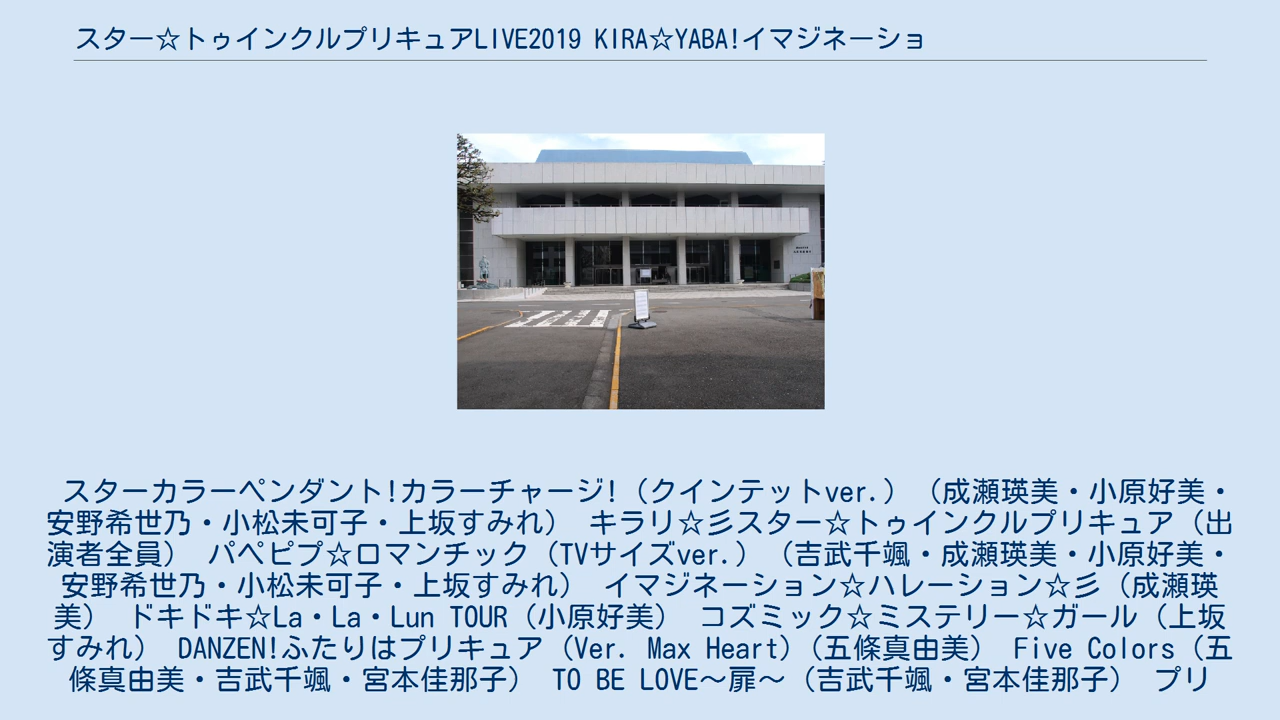 スター☆トゥインクルプリキュアLIVE2019 KIRA☆YABA!イマジネーショ
スターカラーペンダント!カラーチャージ!（クインテットver.）（成瀬瑛美・小原好美・
安野希世乃・小松未可子・上坂すみれ） キラリ☆彡スター☆トゥインクルプリキュア（出
演者全員） パペピプ☆ロマンチック（TVサイズver.）（吉武千颯・成瀬瑛美・小原好美・
安野希世乃・小松未可子・上坂すみれ） イマジネーション☆ハレーション☆彡（成瀬瑛
美） ドキドキ☆La・La・Lun TOUR（小原好美） コズミック☆ミステリー☆ガール（上坂
すみれ） DANZEN!ふたりはプリキュア（Ver. Max Heart）（五條真由美） Five Colors（五
條真由美・吉武千颯・宮本佳那子） TO BE LOVE〜扉〜（吉武千颯・宮本佳那子） プリ